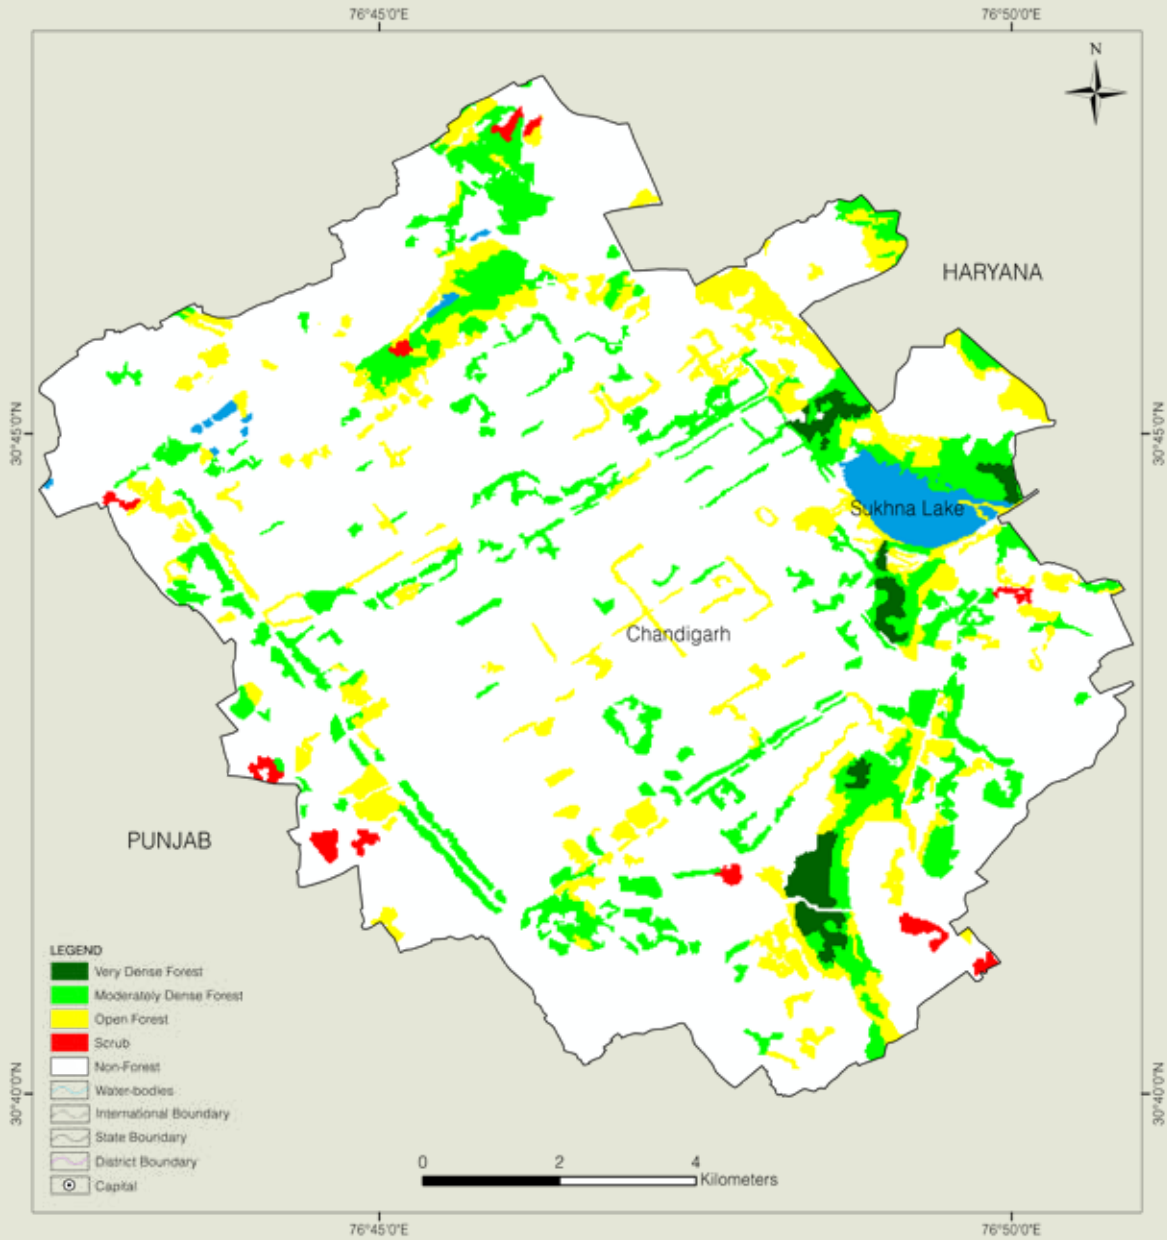 76°45'0"E
76°50'0"E
N
HARYANA
30°45'0"N
30°45'0"N
Sukhna Lake
Chandigarh
PUNJAB
LEGEND
Very Dense Forest
Moderately Dense Forest
Open Forest
Scrub
Non-Forest
Water-bodies
International Boundary
State Boundary
District Boundary
Capital
30°40'0"N
30°40'0"N
0 2 4
Kilometers
76°45'0"E
76°50'0"E